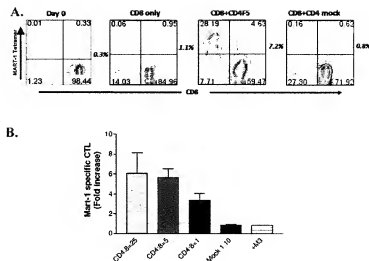 A.
Day 0
CD8 only
CD8+CD4F5
CD8+CD4 mock
MART-1 Tetramer
0.01 0.33
1.23 98.44
0.3%
0.06 0.95
14.03 84.96
1.1%
28.19 4.63
7.71 59.47
7.2%
0.16 0.62
27.30 71.92
0.8%
CD8
B.
Mart-1 specific CTL
(Fold increase)
10
8
6
4
2
0
CD4:8=25
CD4:8=5
CD4:8=1
Mock 1:10